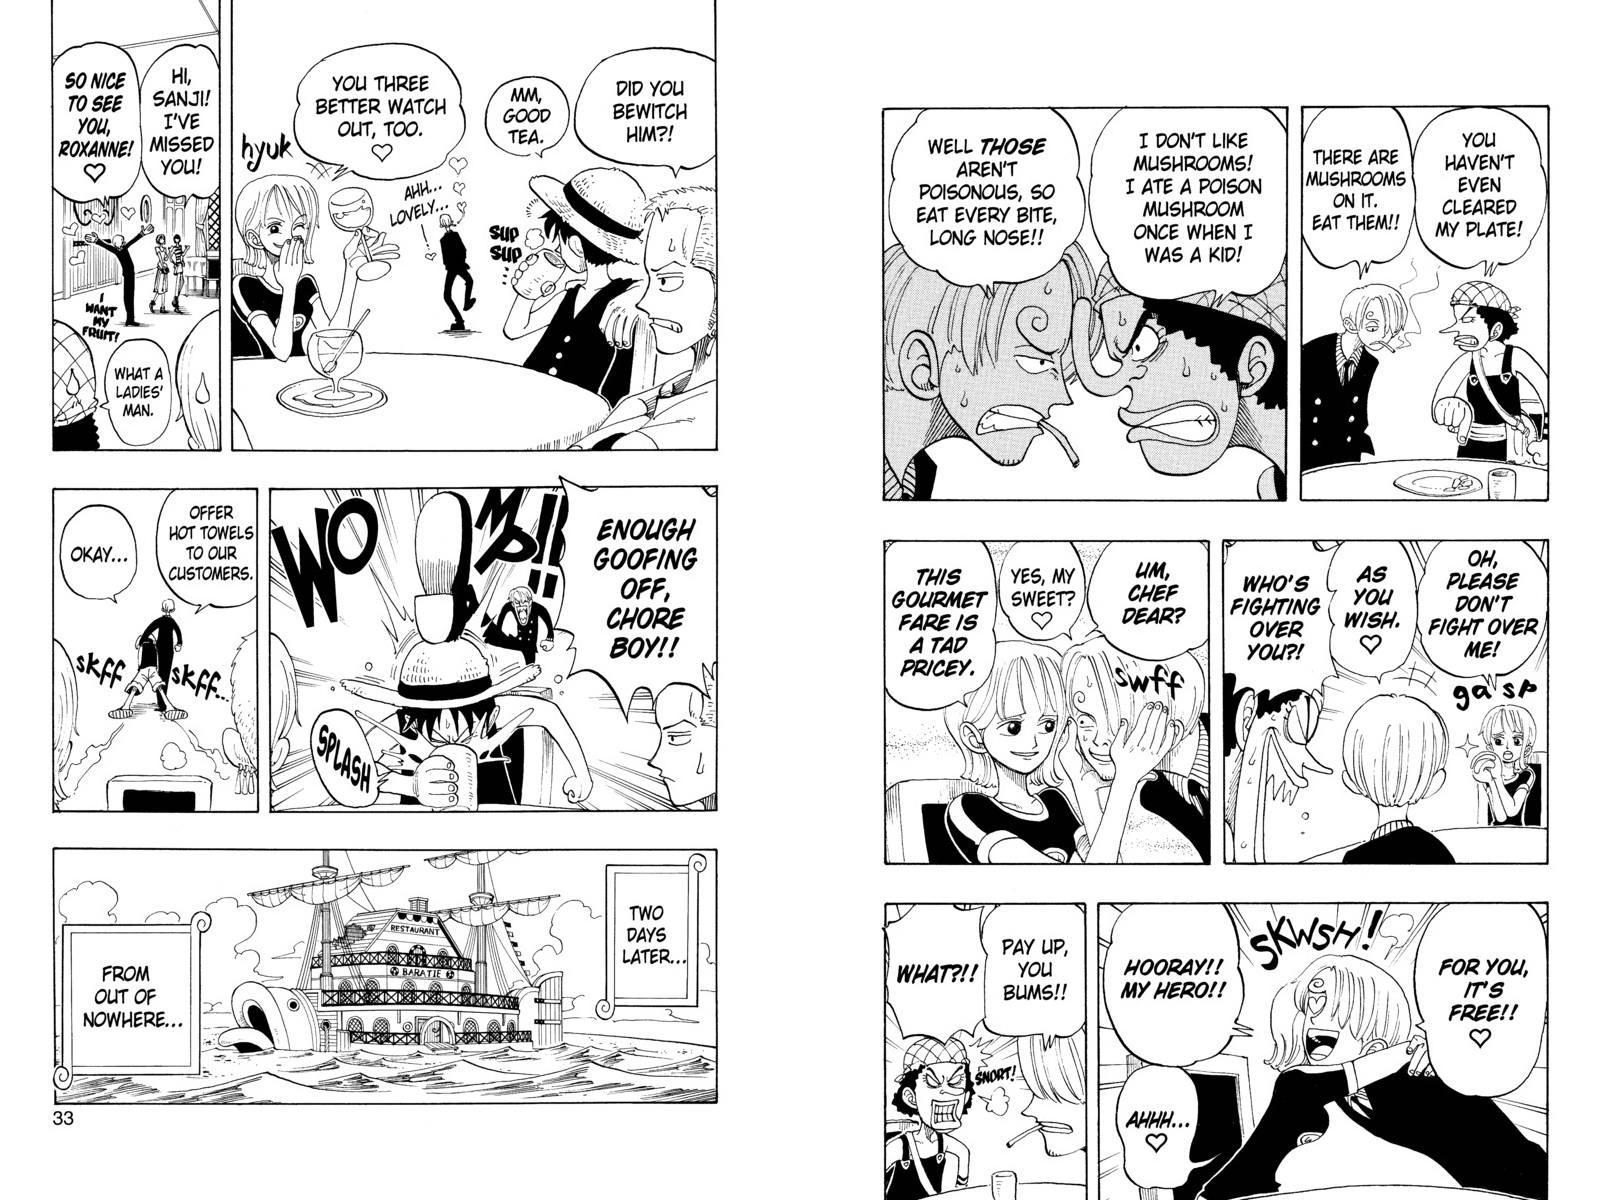 YOU
HAVEN'T
EVEN
CLEARED
MY PLATE!
THERE ARE
MUSHROOMS
ON IT.
EAT THEM!!
I DON'T LIKE
MUSHROOMS!
I ATE A POISON
MUSHROOM
ONCE WHEN I
WAS A KID!
WELL THOSE
AREN'T
POISONOUS, SO
EAT EVERY BITE,
LONG NOSE!!
OH,
PLEASE
DON'T
FIGHT OVER
ME!
gasp
AS
YOU
WISH.
♡
WHO'S
FIGHTING
OVER
YOU?!
UM,
CHEF
DEAR?
YES, MY
SWEET?
♡
swff
THIS
GOURMET
FARE IS
A TAD
PRICEY.
FOR YOU,
IT'S
FREE!!
♡
SKWSH!
HOORAY!!
MY HERO!!
AHHH...
♡
PAY UP,
YOU
BUMS!!
WHAT?!!
SNORT!
DID YOU
BEWITCH
HIM?!
MM,
GOOD
TEA.
SUP
SUP
YOU THREE
BETTER WATCH
OUT, TOO.
♡
AHH...
LOVELY...
hyuk
HI,
SANJI!
I'VE
MISSED
YOU!
SO NICE
TO SEE
YOU,
ROXANNE!
♡
I
WANT
MY
FRUIT!
WHAT A
LADIES'
MAN.
ENOUGH
GOOFING
OFF,
CHORE
BOY!!
WOMP!!
SPLASH
OFFER
HOT TOWELS
TO OUR
CUSTOMERS.
OKAY...
skff
skff...
TWO
DAYS
LATER...
RESTAURANT
BARATIE
FROM
OUT OF
NOWHERE...
33